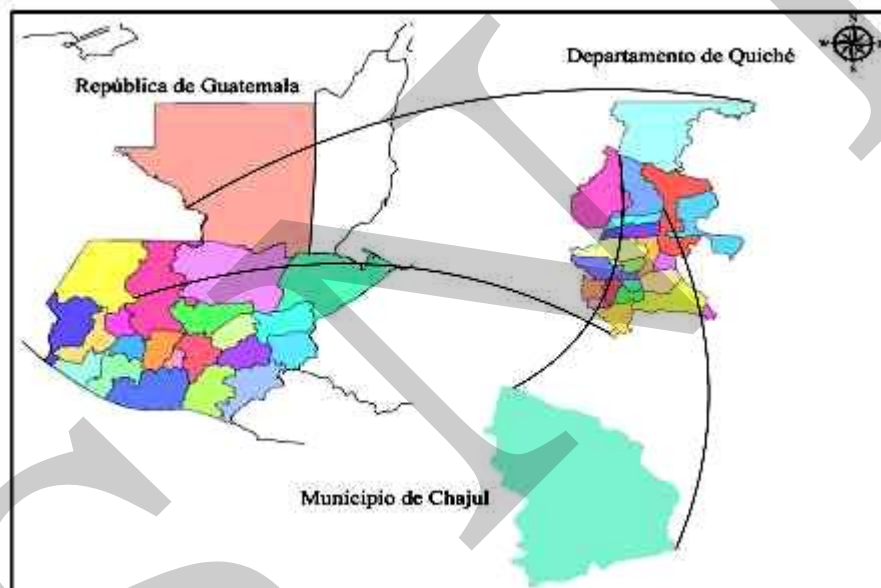 Departamento de Quiché
República de Guatemala
Municipio de Chajul